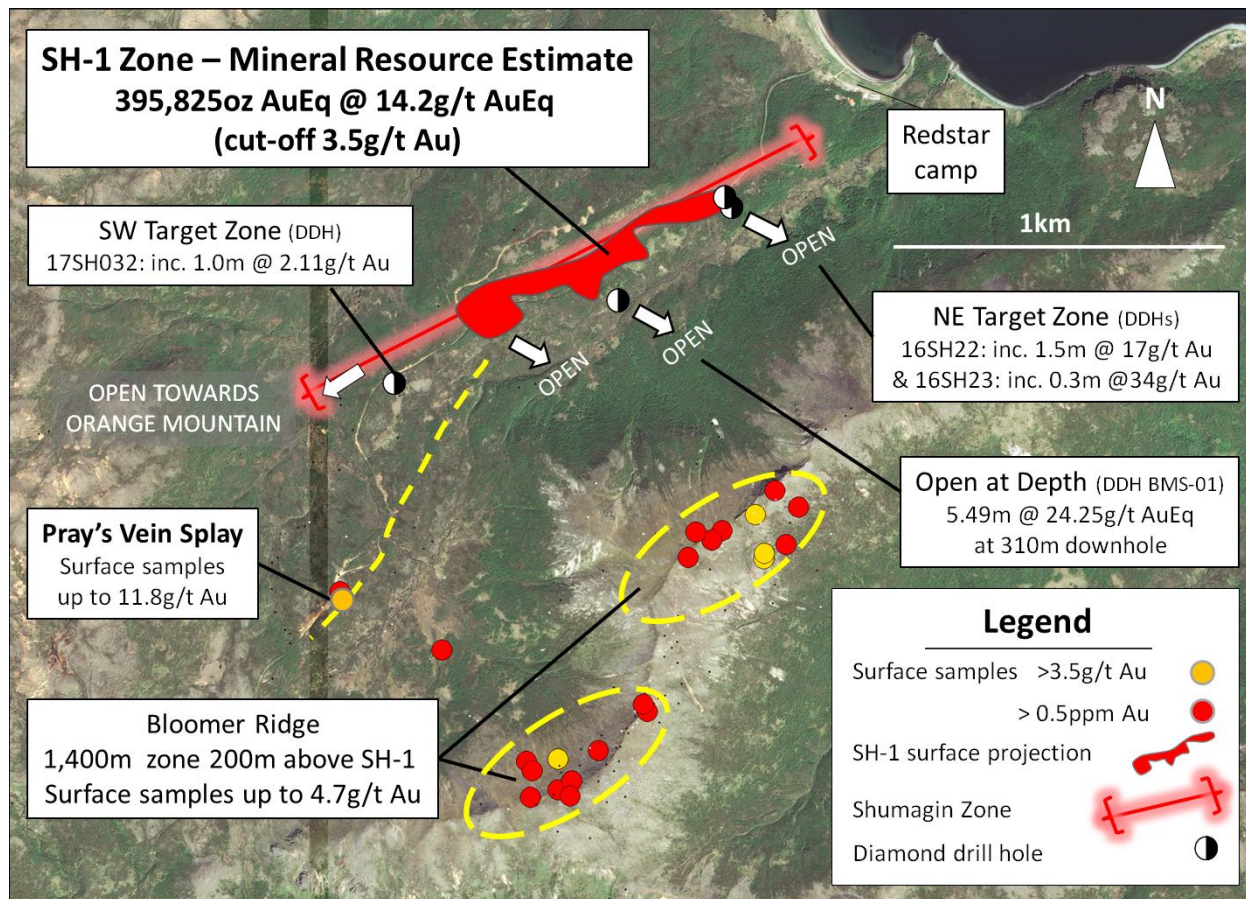 SH-1 Zone – Mineral Resource Estimate
395,825oz AuEq @ 14.2g/t AuEq
(cut-off 3.5g/t Au)
N
Redstar
camp
1km
SW Target Zone (DDH)
17SH032: inc. 1.0m @ 2.11g/t Au
OPEN
OPEN
OPEN
NE Target Zone (DDHs)
16SH22: inc. 1.5m @ 17g/t Au
& 16SH23: inc. 0.3m @34g/t Au
OPEN TOWARDS
ORANGE MOUNTAIN
Open at Depth (DDH BMS-01)
5.49m @ 24.25g/t AuEq
at 310m downhole
Pray's Vein Splay
Surface samples
up to 11.8g/t Au
Bloomer Ridge
1,400m zone 200m above SH-1
Surface samples up to 4.7g/t Au
Legend
Surface samples >3.5g/t Au
> 0.5ppm Au
SH-1 surface projection
Shumagin Zone
Diamond drill hole